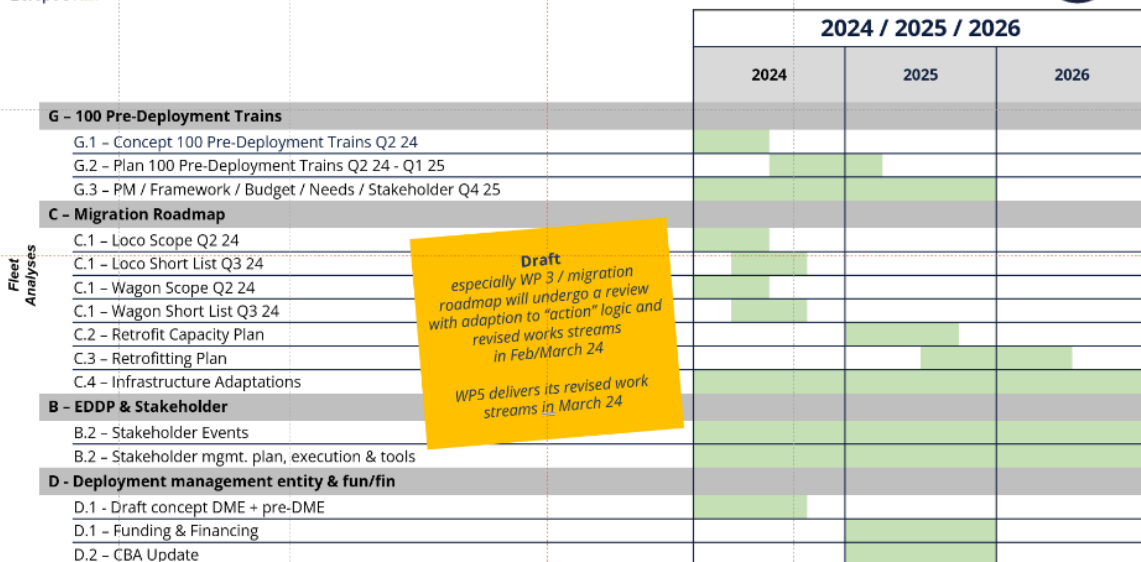 2024 / 2025 / 2026
2024
2025
2026
G – 100 Pre-Deployment Trains
G.1 – Concept 100 Pre-Deployment Trains Q2 24
G.2 – Plan 100 Pre-Deployment Trains Q2 24 - Q1 25
G.3 – PM / Framework / Budget / Needs / Stakeholder Q4 25
C – Migration Roadmap
Fleet
Analyses
C.1 – Loco Scope Q2 24
C.1 – Loco Short List Q3 24
C.1 – Wagon Scope Q2 24
C.1 – Wagon Short List Q3 24
C.2 – Retrofit Capacity Plan
C.3 – Retrofitting Plan
C.4 – Infrastructure Adaptations
Draft
especially WP 3 / migration
roadmap will undergo a review
with adaption to “action” logic and
revised works streams
in Feb/March 24
WP5 delivers its revised work
streams in March 24
B – EDDP & Stakeholder
B.2 – Stakeholder Events
B.2 – Stakeholder mgmt. plan, execution & tools
D - Deployment management entity & fun/fin
D.1 - Draft concept DME + pre-DME
D.1 – Funding & Financing
D.2 – CBA Update